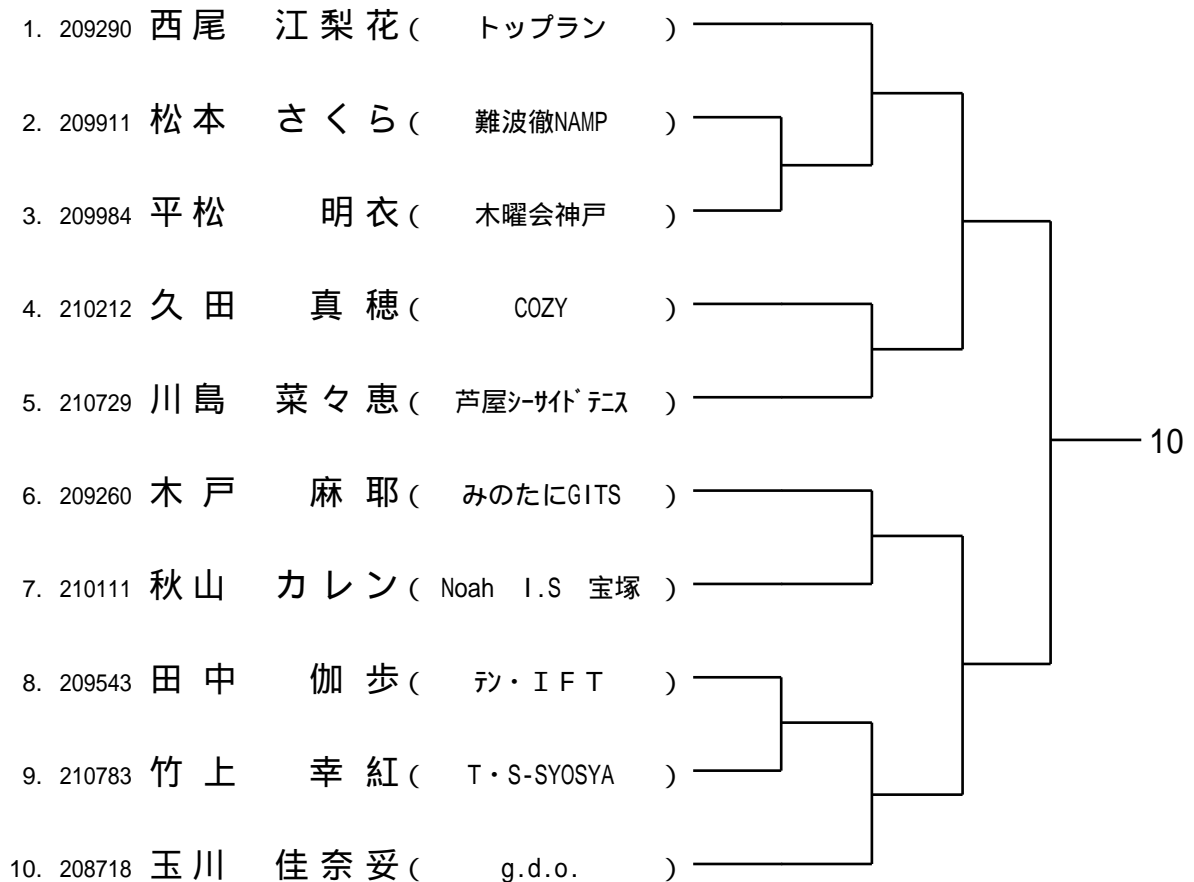 1. 209290 西尾 江梨花( トップラン )
2. 209911 松本 さくら( 難波徹NAMP )
3. 209984 平松 明衣( 木曜会神戸 )
4. 210212 久田 真穂( COZY )
5. 210729 川島 菜々恵( 芦屋ｼｰｻｲﾄﾞﾃﾆｽ )
10
6. 209260 木戸 麻耶( みのたにGITS )
7. 210111 秋山 カレン( Noah I.S 宝塚 )
8. 209543 田中 伽歩( ﾃﾝ・ＩＦＴ )
9. 210783 竹上 幸紅( T・S-SYOSYA )
10. 208718 玉川 佳奈妥( g.d.o. )